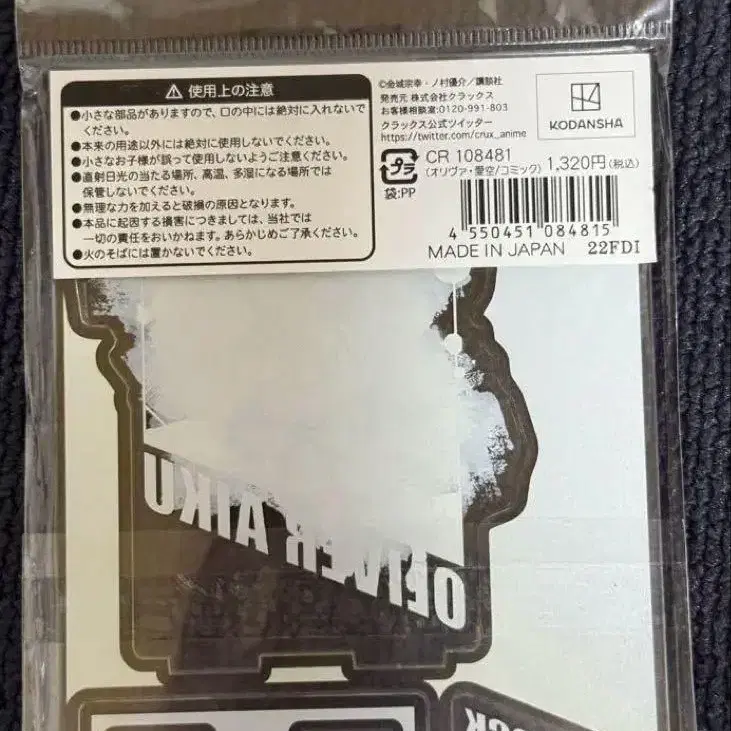 ⚠ 使用上の注意
●小さな部品がありますので、口の中には絶対に入れないで
ください。
●本来の用途以外には絶対に使用しないでください。
●小さなお子様が誤って使用しないようご注意ください。
●直射日光の当たる場所、高温、多湿になる場所では
保管しないでください。
●無理な力を加えると破損の原因となります。
●本品に起因する損害につきましては、当社では
一切の責任をおいかねます。あらかじめご了承ください。
●火のそばには置かないでください。
©金城宗幸・ノ村優介／講談社
発売元 株式会社クラックス
お客様相談室:0120-991-803
クラックス公式ツイッター
https://twitter.com/crux_anime
KODANSHA
プラ
袋:PP
CR 108481
(オリヴァ・愛空/コミック)
1,320円(税込)
4 550451 084815
MADE IN JAPAN 22FDI
OLIVER AIKU
OCK